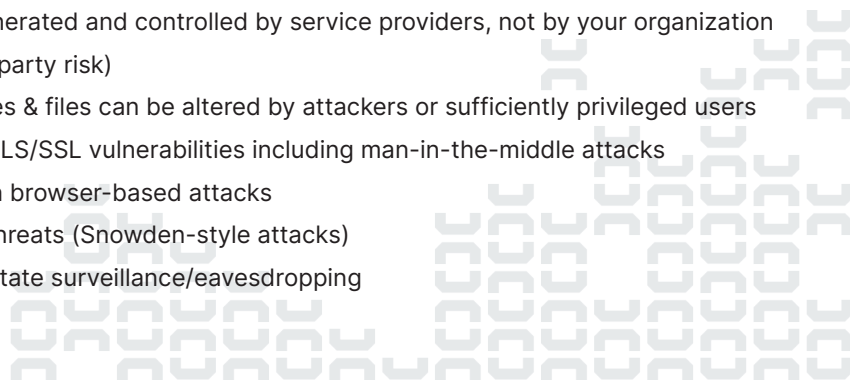 nerated and controlled by service providers, not by your organization
party risk)
es & files can be altered by attackers or sufficiently privileged users
LS/SSL vulnerabilities including man-in-the-middle attacks
browser-based attacks
hreats (Snowden-style attacks)
tate surveillance/eavesdropping